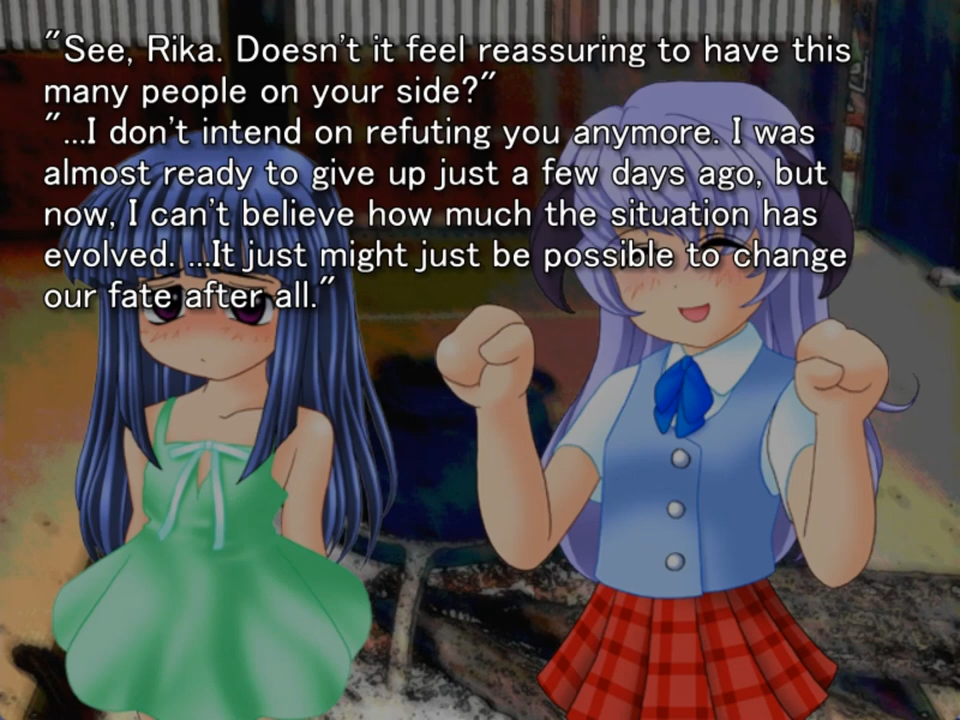 "See, Rika. Doesn't it feel reassuring to have this
many people on your side?"
"...I don't intend on refuting you anymore. I was
almost ready to give up just a few days ago, but
now, I can't believe how much the situation has
evolved. ...It just might just be possible to change
our fate after all."